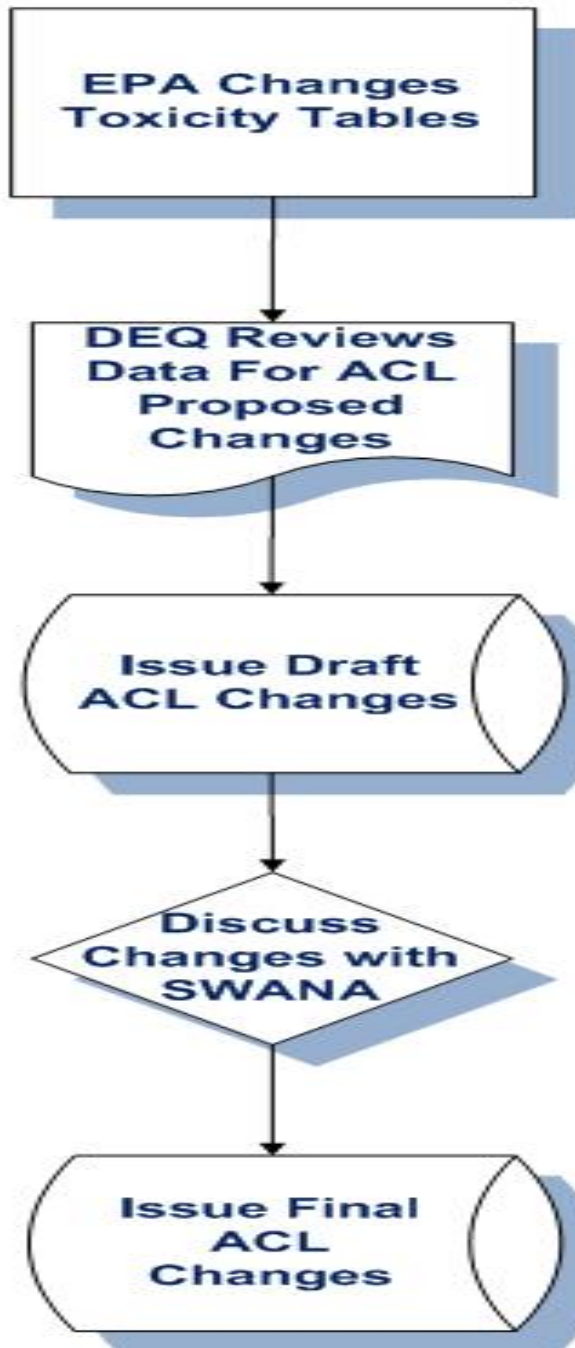 EPA Changes
Toxicity Tables
DEQ Reviews
Data For ACL
Proposed
Changes
Issue Draft
ACL Changes
Discuss
Changes with
SWANA
Issue Final
ACL
Changes